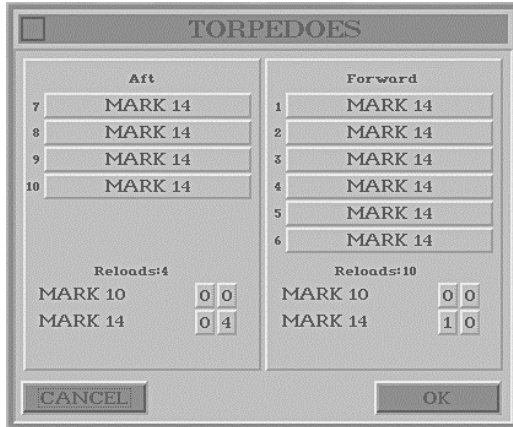 TORPEDOES
Aft
7 MARK 14
8 MARK 14
9 MARK 14
10 MARK 14
Reloads:4
MARK 10 0 0
MARK 14 0 4
Forward
1 MARK 14
2 MARK 14
3 MARK 14
4 MARK 14
5 MARK 14
6 MARK 14
Reloads:10
MARK 10 0 0
MARK 14 1 0
CANCEL
OK